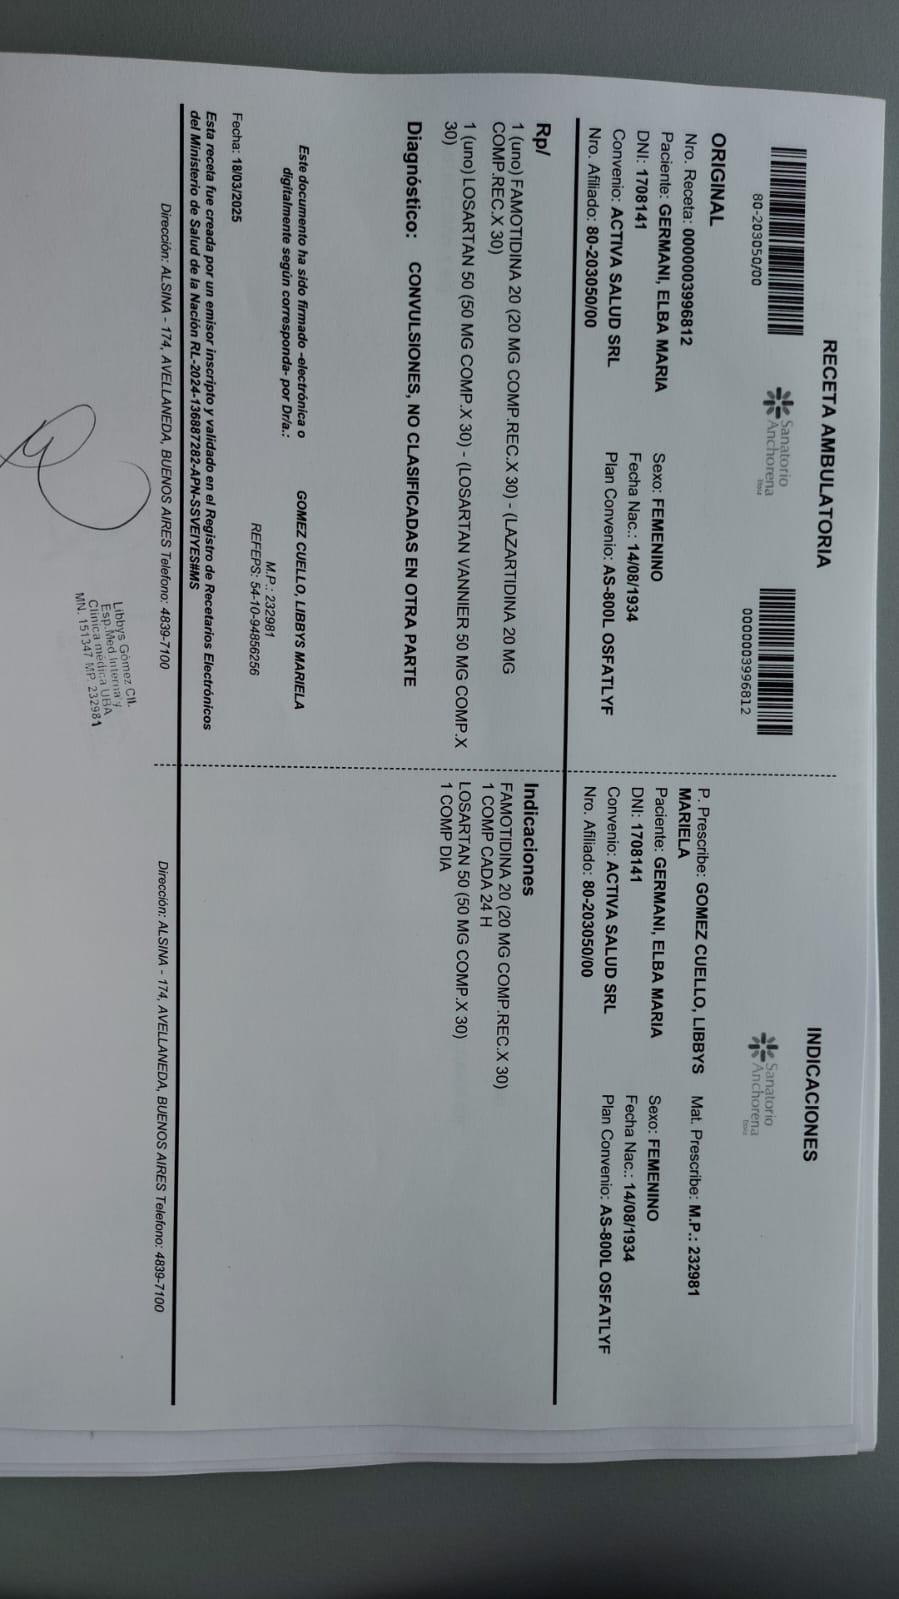 RECETA AMBULATORIA
80-203050/00
Sanatorio
Anchorena
0000003996812
ORIGINAL
Nro. Receta: 0000003996812
Paciente: GERMANI, ELBA MARIA
Sexo: FEMENINO
DNI: 1708141
Fecha Nac.: 14/08/1934
Convenio: ACTIVA SALUD SRL
Plan Convenio: AS-800L OSFATLYF
Nro. Afiliado: 80-203050/00
Rp/
1 (uno) FAMOTIDINA 20 (20 MG COMP.REC.X 30) - (LAZARTIDINA 20 MG
COMP.REC.X 30)
1 (uno) LOSARTAN 50 (50 MG COMP.X 30) - (LOSARTAN VANNIER 50 MG COMP.X
30)
Diagnóstico: CONVULSIONES, NO CLASIFICADAS EN OTRA PARTE
Este documento ha sido firmado -electrónica o
digitalmente según corresponda- por Dr/a.:
GOMEZ CUELLO, LIBBYS MARIELA
M.P.: 232981
REFEPS: 54-10-94856256
Fecha: 18/03/2025
Esta receta fue creada por un emisor inscripto y validado en el Registro de Recetarios Electrónicos
del Ministerio de Salud de la Nación RL-2024-136887282-APN-SSVEIYES#MS
Dirección: ALSINA - 174, AVELLANEDA, BUENOS AIRES Telefono: 4839-7100
Libbys Gómez Cll.
Esp.Med Interna y
Clínica médica UBA
MN. 151347 MP. 232981
INDICACIONES
Sanatorio
Anchorena
P. Prescribe: GOMEZ CUELLO, LIBBYS
MARIELA
Mat. Prescribe: M.P.: 232981
Paciente: GERMANI, ELBA MARIA
Sexo: FEMENINO
DNI: 1708141
Fecha Nac.: 14/08/1934
Convenio: ACTIVA SALUD SRL
Plan Convenio: AS-800L OSFATLYF
Nro. Afiliado: 80-203050/00
Indicaciones
FAMOTIDINA 20 (20 MG COMP.REC.X 30)
1 COMP CADA 24 H
LOSARTAN 50 (50 MG COMP.X 30)
1 COMP DIA
Dirección: ALSINA - 174, AVELLANEDA, BUENOS AIRES Telefono: 4839-7100